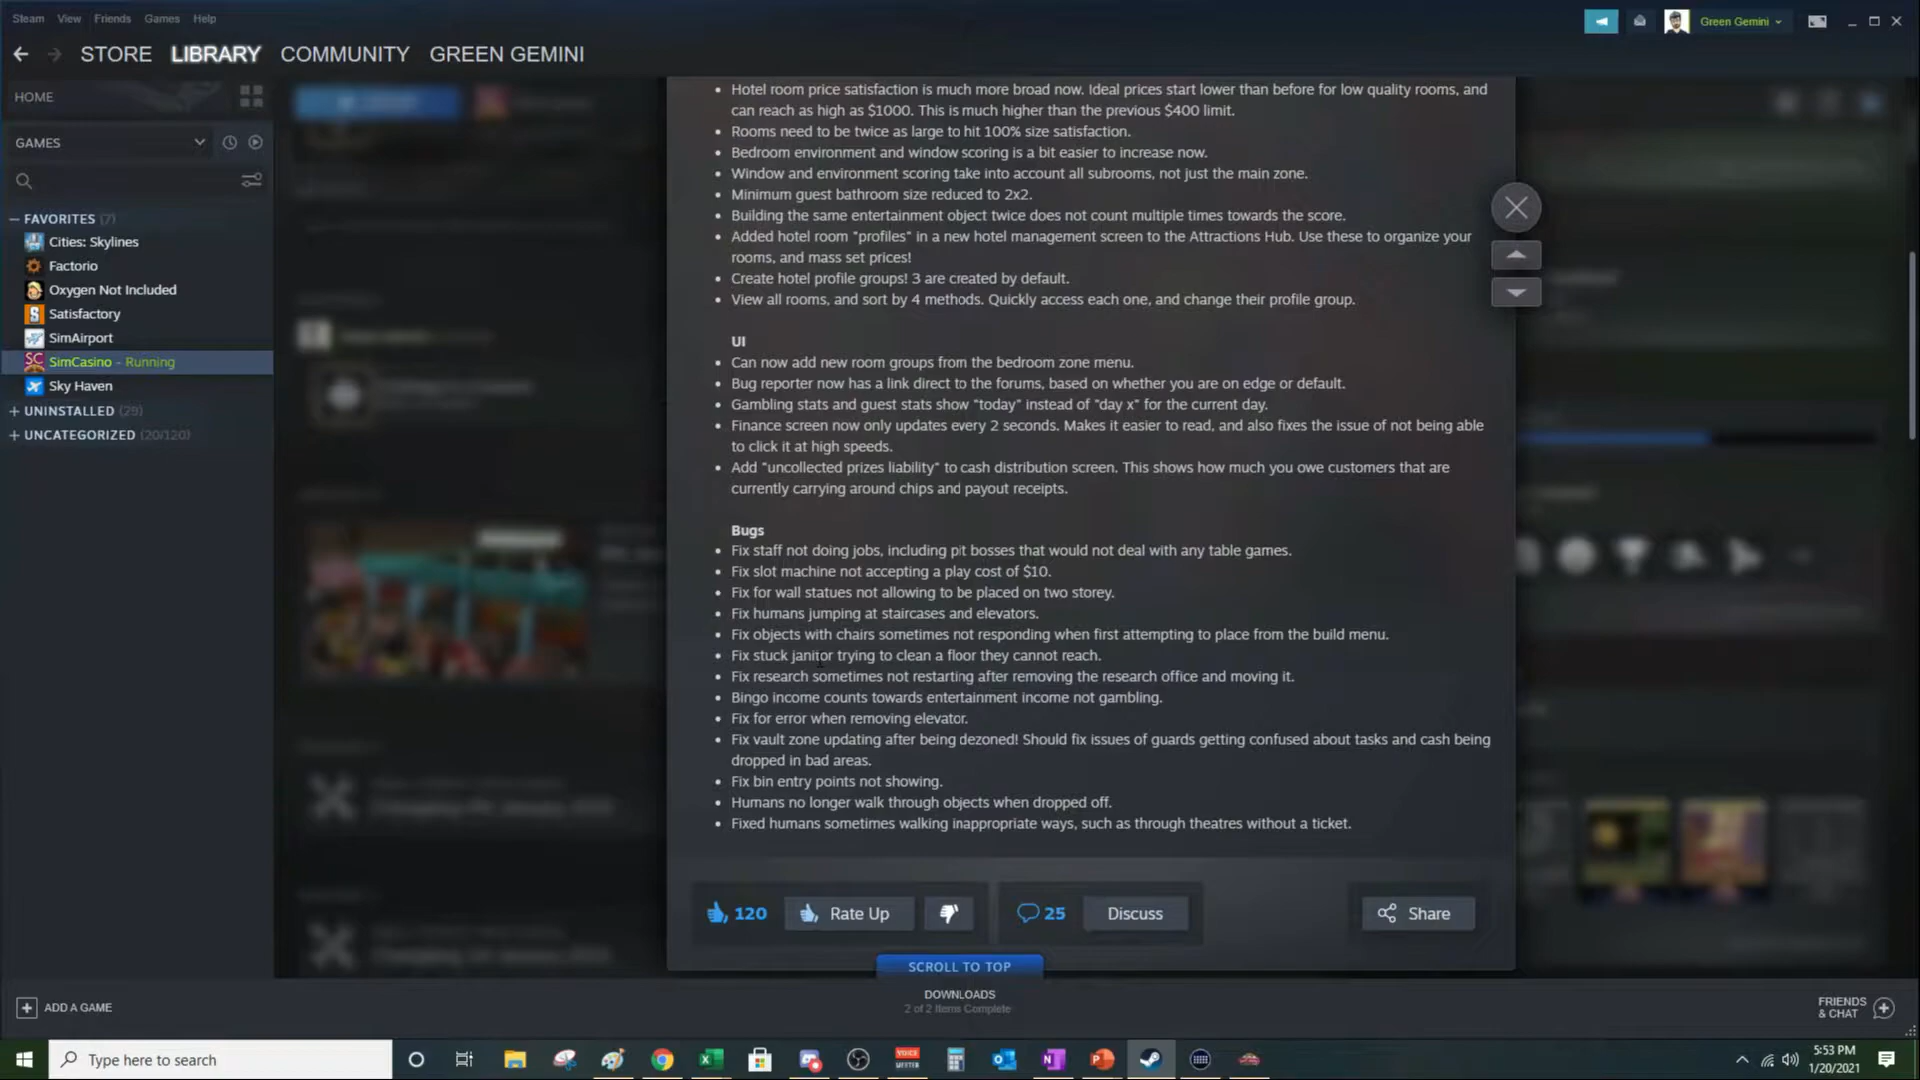 Steam View Friends Games Help
Green Gemini
STORE LIBRARY COMMUNITY GREEN GEMINI
HOME
GAMES
FAVORITES (7)
Cities: Skylines
Factorio
Oxygen Not Included
Satisfactory
SimAirport
SimCasino - Running
Sky Haven
UNINSTALLED (29)
UNCATEGORIZED (20/120)
Hotel room price satisfaction is much more broad now. Ideal prices start lower than before for low quality rooms, and
can reach as high as $1000. This is much higher than the previous $400 limit.
Rooms need to be twice as large to hit 100% size satisfaction.
Bedroom environment and window scoring is a bit easier to increase now.
Window and environment scoring take into account all subrooms, not just the main zone.
Minimum guest bathroom size reduced to 2x2.
Building the same entertainment object twice does not count multiple times towards the score.
Added hotel room "profiles" in a new hotel management screen to the Attractions Hub. Use these to organize your
rooms, and mass set prices!
Create hotel profile groups! 3 are created by default.
View all rooms, and sort by 4 methods. Quickly access each one, and change their profile group.
UI
Can now add new room groups from the bedroom zone menu.
Bug reporter now has a link direct to the forums, based on whether you are on edge or default.
Gambling stats and guest stats show "today" instead of "day x" for the current day.
Finance screen now only updates every 2 seconds. Makes it easier to read, and also fixes the issue of not being able
to click it at high speeds.
Add "uncollected prizes liability" to cash distribution screen. This shows how much you owe customers that are
currently carrying around chips and payout receipts.
Bugs
Fix staff not doing jobs, including pit bosses that would not deal with any table games.
Fix slot machine not accepting a play cost of $10.
Fix for wall statues not allowing to be placed on two storey.
Fix humans jumping at staircases and elevators.
Fix objects with chairs sometimes not responding when first attempting to place from the build menu.
Fix stuck janitor trying to clean a floor they cannot reach.
Fix research sometimes not restarting after removing the research office and moving it.
Bingo income counts towards entertainment income not gambling.
Fix for error when removing elevator.
Fix vault zone updating after being dezoned! Should fix issues of guards getting confused about tasks and cash being
dropped in bad areas.
Fix bin entry points not showing.
Humans no longer walk through objects when dropped off.
Fixed humans sometimes walking inappropriate ways, such as through theatres without a ticket.
120 Rate Up 25 Discuss Share
SCROLL TO TOP
ADD A GAME
DOWNLOADS
2 of 2 Items Complete
FRIENDS
& CHAT
Type here to search
VOICE
MEETER
5:53 PM
1/20/2021